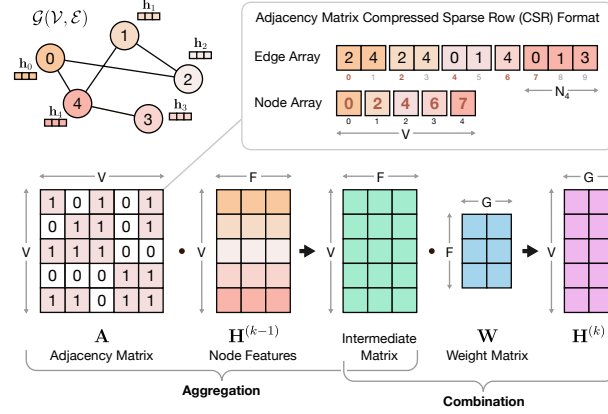 G(V, E)
h₀
h₁
h₂
h₃
h₄
0
1
2
3
4
Adjacency Matrix Compressed Sparse Row (CSR) Format
Edge Array 2 4 2 4 0 1 4 0 1 3
0 1 2 3 4 5 6 7 8 9
Node Array 0 2 4 6 7
0 1 2 3 4
V
N₄
V
F
F
G
G
V
V
V
F
V
1 0 1 0 1
0 1 1 0 1
1 1 1 0 0
0 0 0 1 1
1 1 0 1 1
A
H^(k−1)
W
H^(k)
Adjacency Matrix
Node Features
Intermediate
Matrix
Weight Matrix
Aggregation
Combination